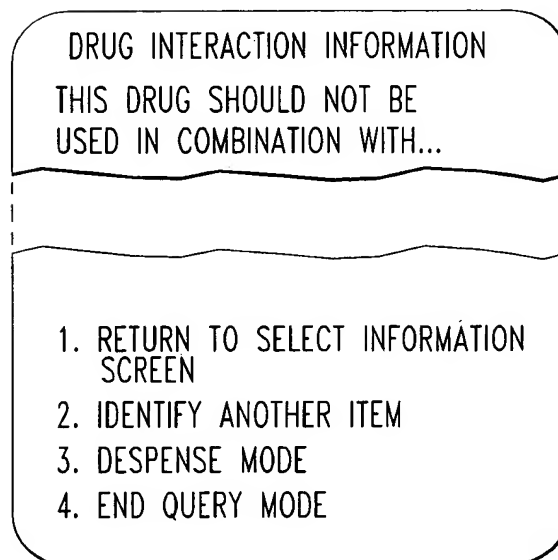 DRUG INTERACTION INFORMATION
THIS DRUG SHOULD NOT BE
USED IN COMBINATION WITH...
1. RETURN TO SELECT INFORMATION
SCREEN
2. IDENTIFY ANOTHER ITEM
3. DESPENSE MODE
4. END QUERY MODE